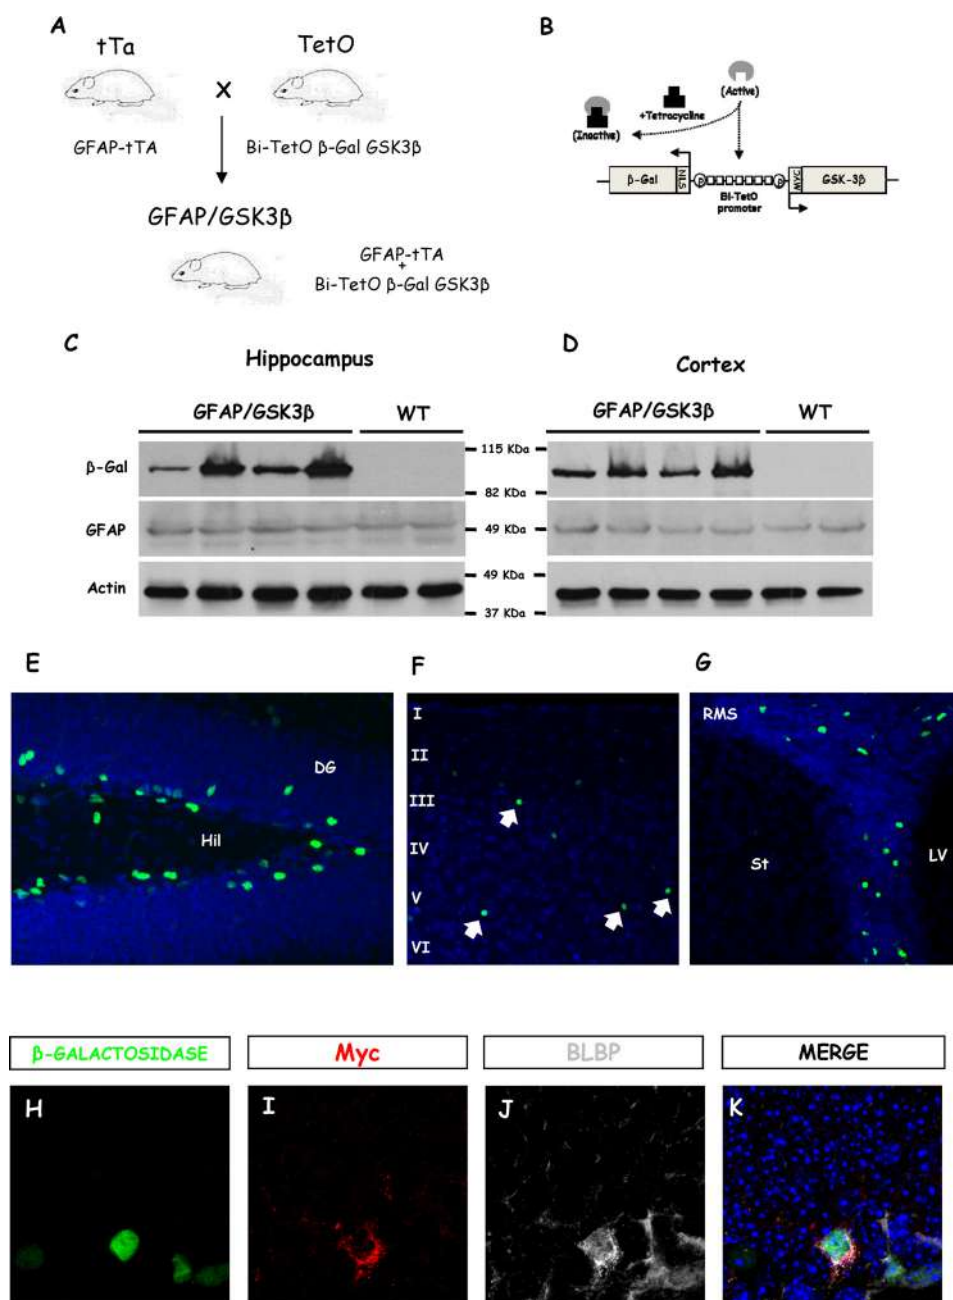 A
tTa
X
TetO
GFAP-tTA
Bi-TetO β-Gal GSK3β
GFAP/GSK3β
GFAP-tTA
+
Bi-TetO β-Gal GSK3β
B
(Active)
+Tetracycline
(Inactive)
β-Gal
NLS
P
P
MYC
GSK-3β
Bi-TetO
promoter
C
Hippocampus
D
Cortex
GFAP/GSK3β
WT
GFAP/GSK3β
WT
115 KDa
β-Gal
82 KDa
GFAP
49 KDa
49 KDa
Actin
37 KDa
E
F
G
DG
Hil
I
II
III
IV
V
VI
RMS
St
LV
β-GALACTOSIDASE
Myc
BLBP
MERGE
H
I
J
K